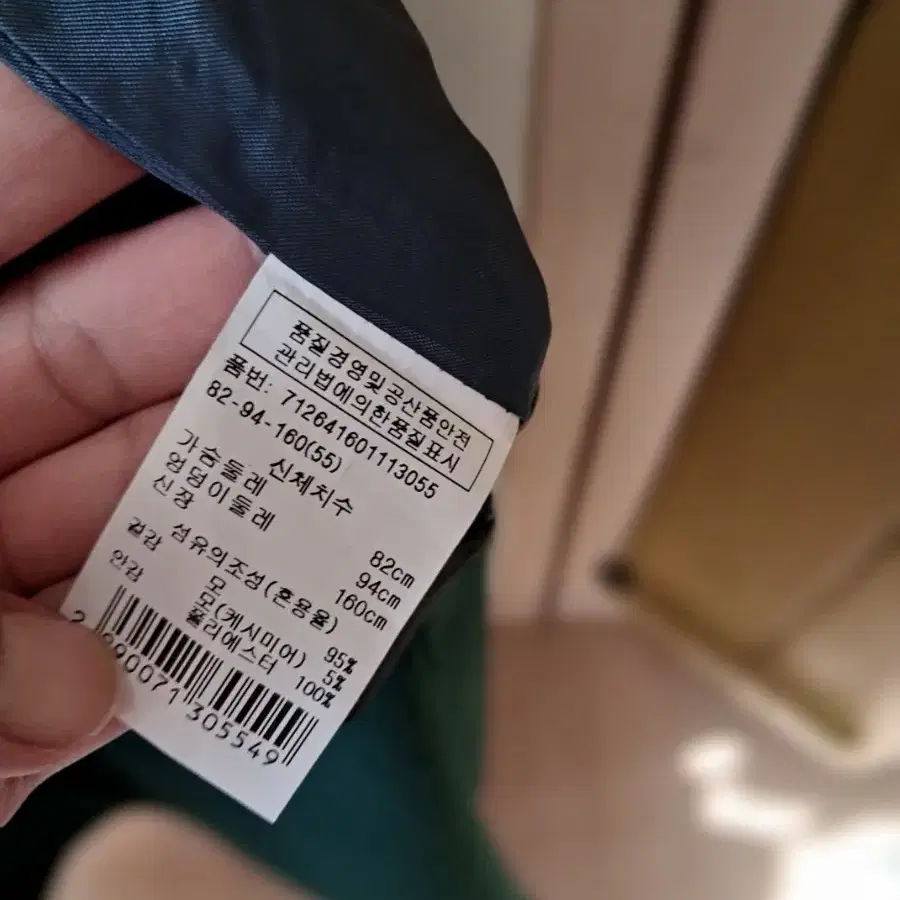 품질경영및공산품안전
관리법에의한품질표시
품번: 712641601113055
82-94-160(55)
신체치수
가슴둘레 82cm
엉덩이둘레 94cm
신장 160cm
섬유의조성(혼용율)
겉감 모 95%
모(캐시미어) 5%
안감 폴리에스터 100%
305549